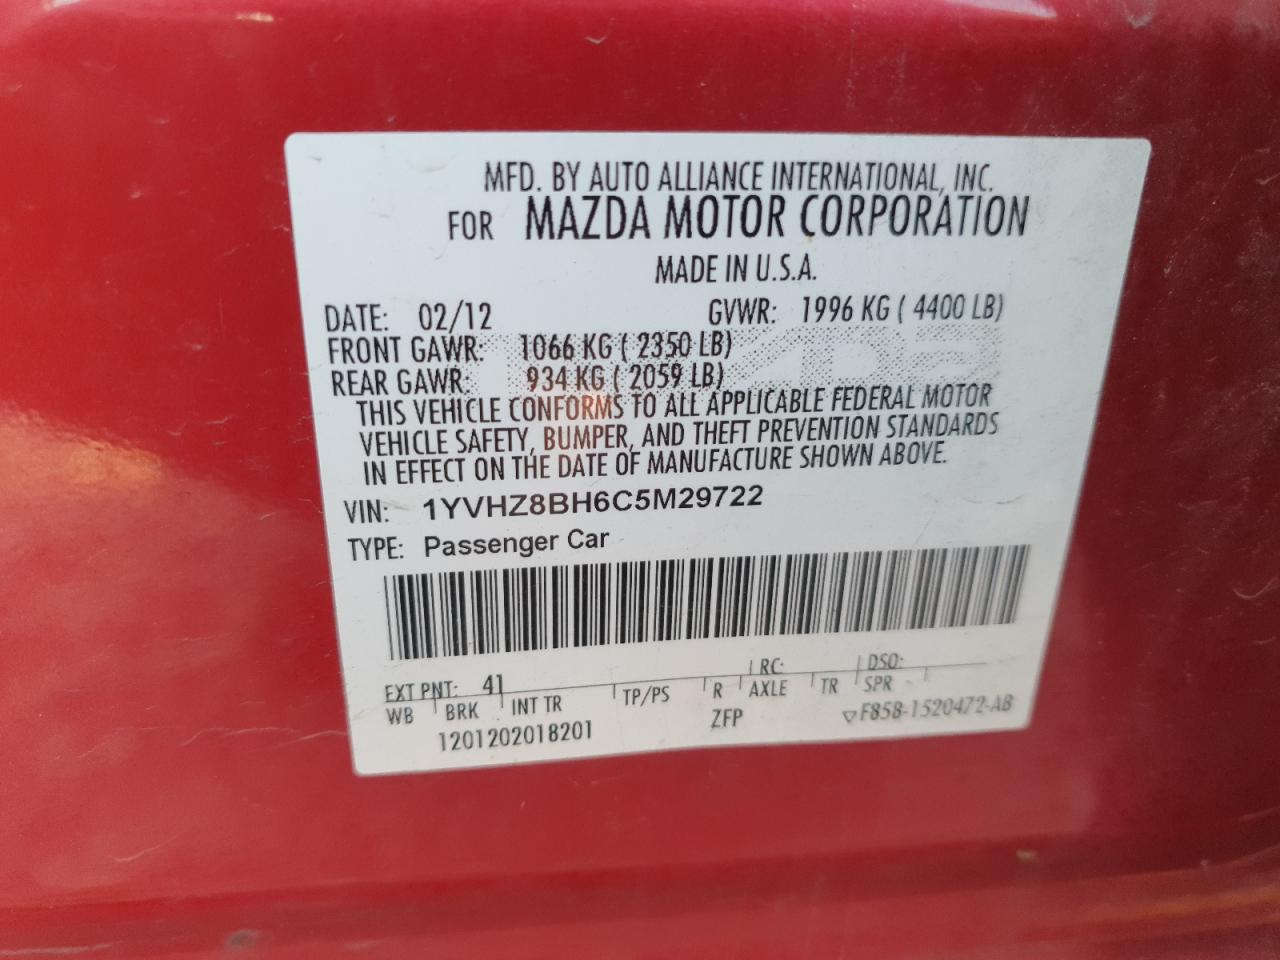 MFD. BY AUTO ALLIANCE INTERNATIONAL, INC.
FOR MAZDA MOTOR CORPORATION
MADE IN U.S.A.
DATE: 02/12 GVWR: 1996 KG ( 4400 LB)
FRONT GAWR: 1066 KG ( 2350 LB)
REAR GAWR: 934 KG ( 2059 LB)
THIS VEHICLE CONFORMS TO ALL APPLICABLE FEDERAL MOTOR
VEHICLE SAFETY, BUMPER, AND THEFT PREVENTION STANDARDS
IN EFFECT ON THE DATE OF MANUFACTURE SHOWN ABOVE.
VIN: 1YVHZ8BH6C5M29722
TYPE: Passenger Car
EXT PNT: 41 RC: DSO:
WB BRK INT TR TP/PS R AXLE TR SPR
1201202018201 ZFP ▽F85B-1520472-AB